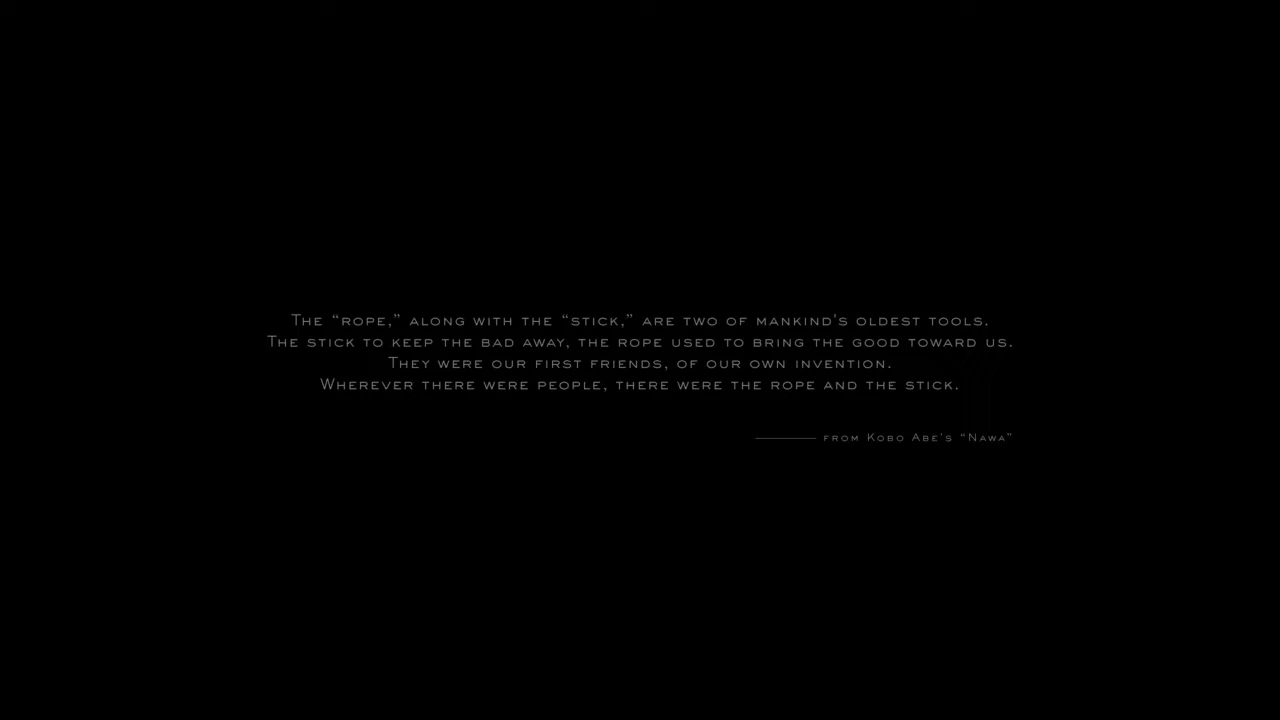 The “rope,” along with the “stick,” are two of mankind's oldest tools.
The stick to keep the bad away, the rope used to bring the good toward us.
They were our first friends, of our own invention.
Wherever there were people, there were the rope and the stick.
from Kobo Abe's “Nawa”